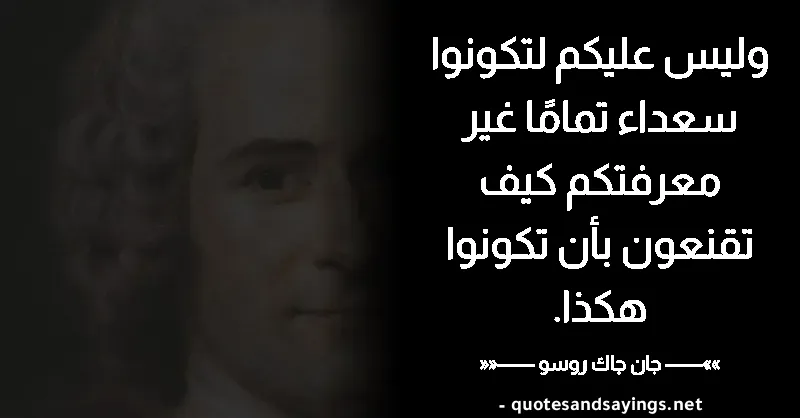 وليس عليكم لتكونوا
سعداء تمامًا غير
معرفتكم كيف
تقنعون بأن تكونوا
هكذا.
»»—— جان جاك روسو ——««
- quotesandsayings.net